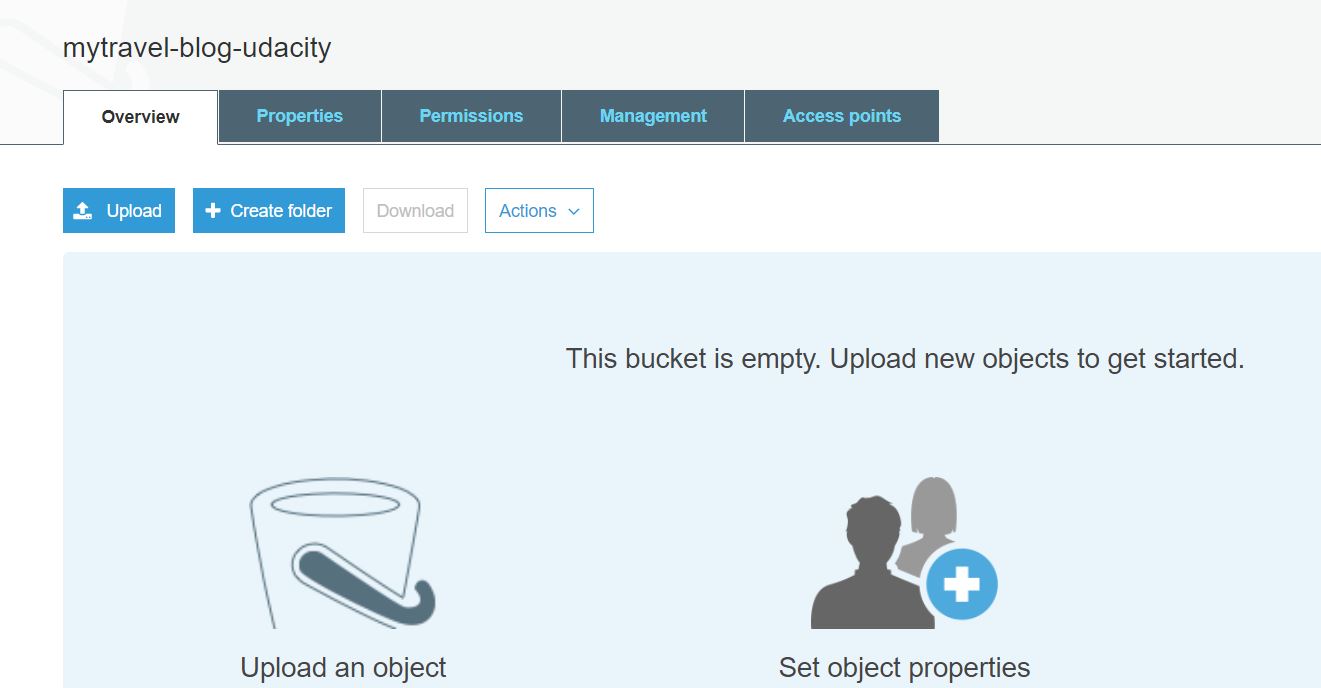 mytravel-blog-udacity
Overview Properties Permissions Management Access points
Upload Create folder Download Actions
This bucket is empty. Upload new objects to get started.
Upload an object Set object properties